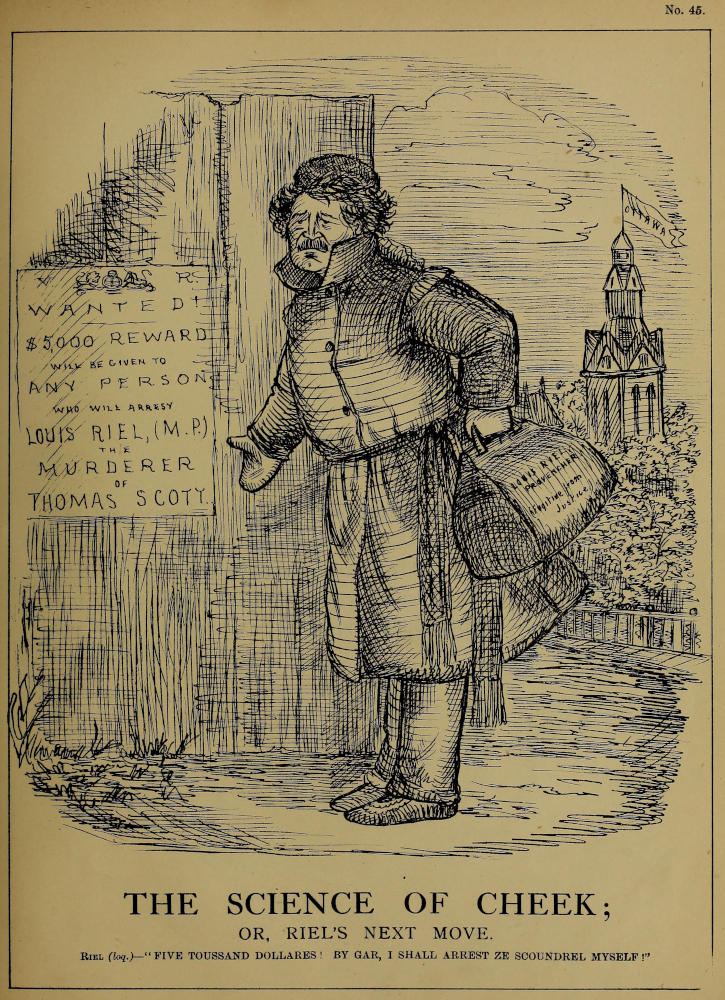 No. 45.
V R.
WANTED!
$5,000 REWARD
WILL BE GIVEN TO
ANY PERSON
WHO WILL ARREST
LOUIS RIEL, (M.P.)
THE
MURDERER
OF
THOMAS SCOTT.
OTTAWA
LOUIS RIEL
Fugitive from
Justice
THE SCIENCE OF CHEEK;
OR, RIEL'S NEXT MOVE.
RIEL (loq.)—"FIVE TOUSSAND DOLLARES! BY GAR, I SHALL ARREST ZE SCOUNDREL MYSELF!"